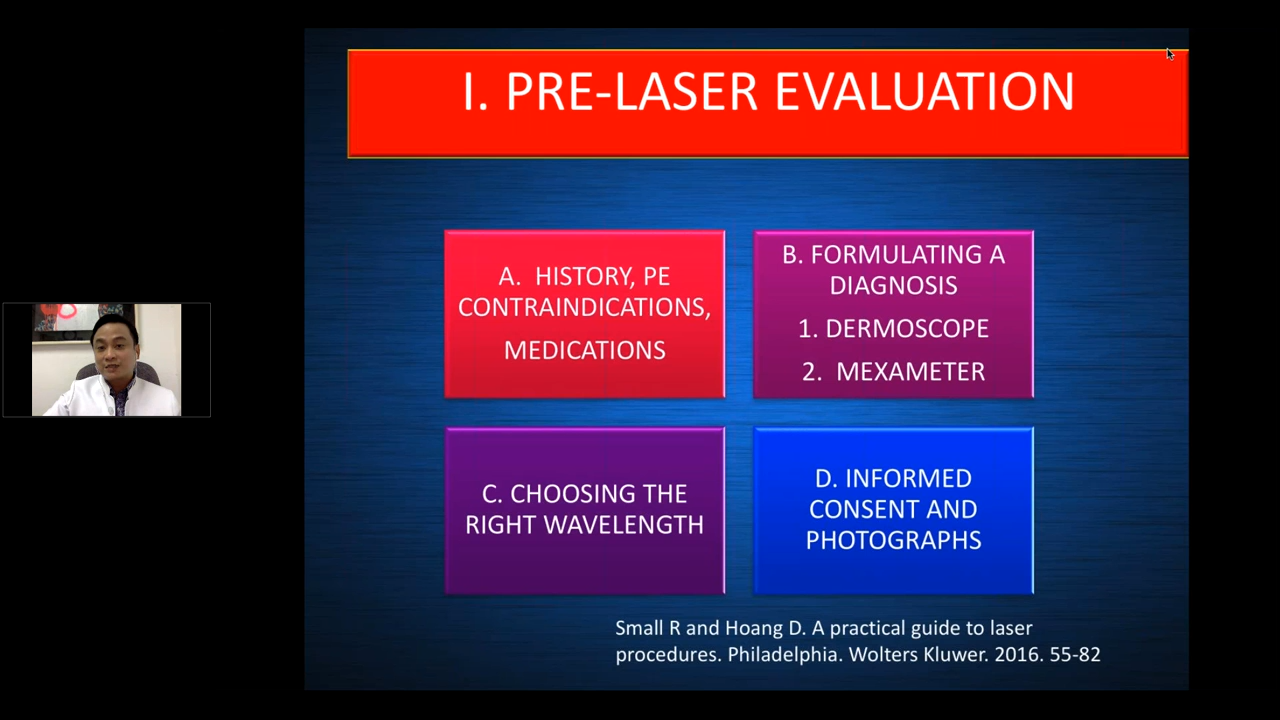 I. PRE-LASER EVALUATION
A. HISTORY, PE
CONTRAINDICATIONS,
MEDICATIONS
B. FORMULATING A
DIAGNOSIS
1. DERMOSCOPE
2. MEXAMETER
C. CHOOSING THE
RIGHT WAVELENGTH
D. INFORMED
CONSENT AND
PHOTOGRAPHS
Small R and Hoang D. A practical guide to laser
procedures. Philadelphia. Wolters Kluwer. 2016. 55-82